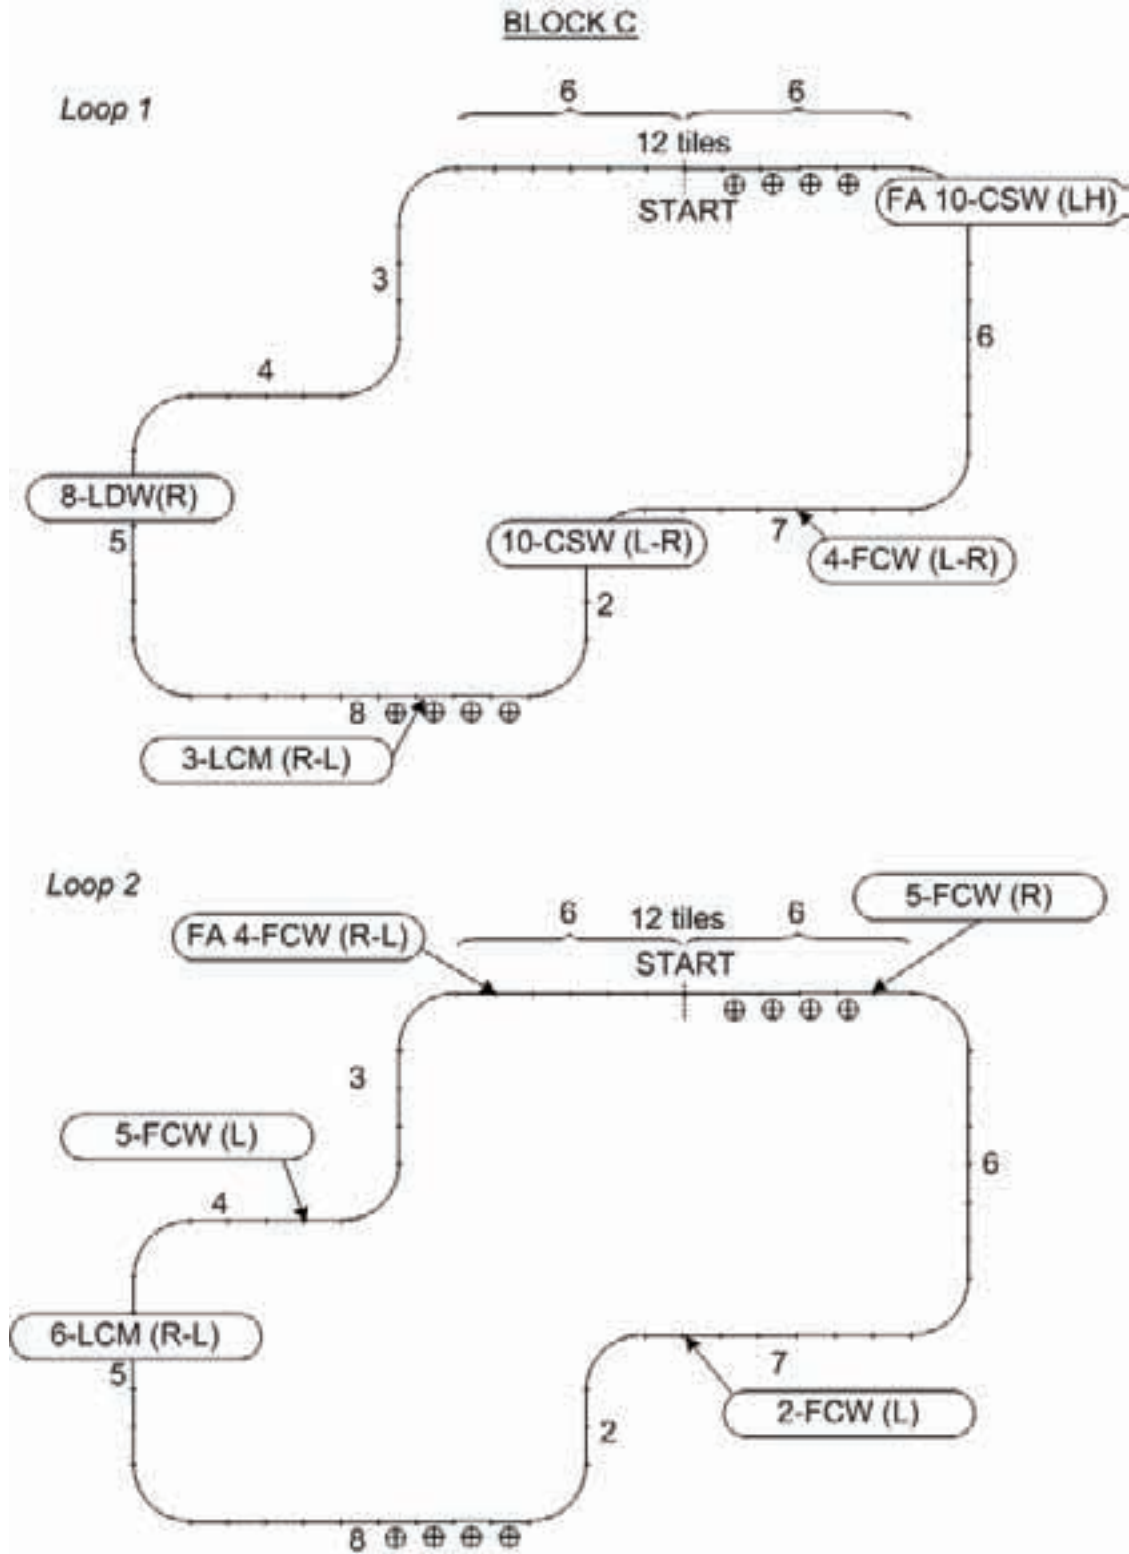 BLOCK C
Loop 1
6 6
12 tiles
START
FA 10-CSW (LH)
3
6
4
8-LDW(R)
5
10-CSW (L-R)
7
4-FCW (L-R)
2
8
3-LCM (R-L)
Loop 2
5-FCW (R)
FA 4-FCW (R-L)
6 12 tiles 6
START
3
5-FCW (L)
6
4
6-LCM (R-L)
5
7
2-FCW (L)
2
8